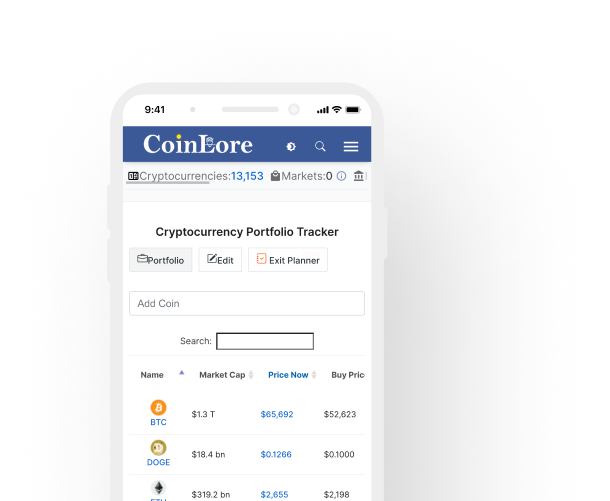 9:41
CoinLore
Cryptocurrencies:13,153 Markets:0
Cryptocurrency Portfolio Tracker
Portfolio Edit Exit Planner
Add Coin
Search:
Name Market Cap Price Now Buy Pric
BTC $1.3 T $65,692 $52,623
DOGE $18.4 bn $0.1266 $0.1000
ETH $319.2 bn $2,655 $2,198